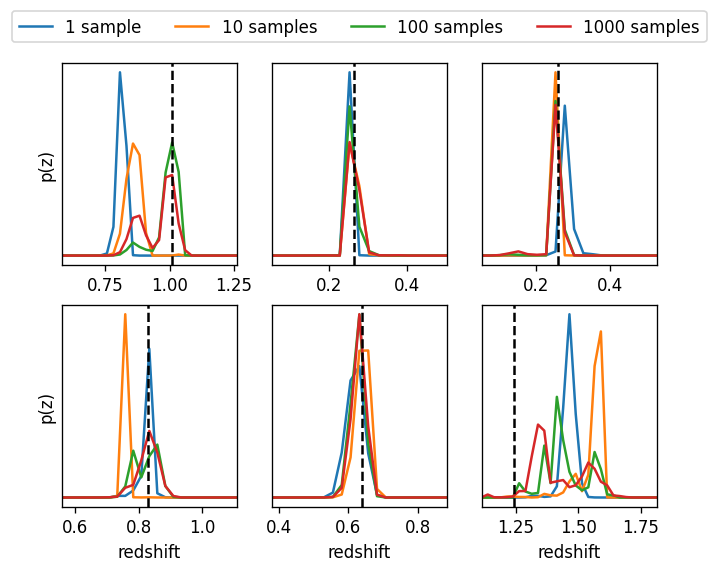 1 sample 10 samples 100 samples 1000 samples
p(z)
0.75 1.00 1.25 0.2 0.4 0.2 0.4
p(z)
0.6 0.8 1.0 0.4 0.6 0.8 1.25 1.50 1.75
redshift redshift redshift